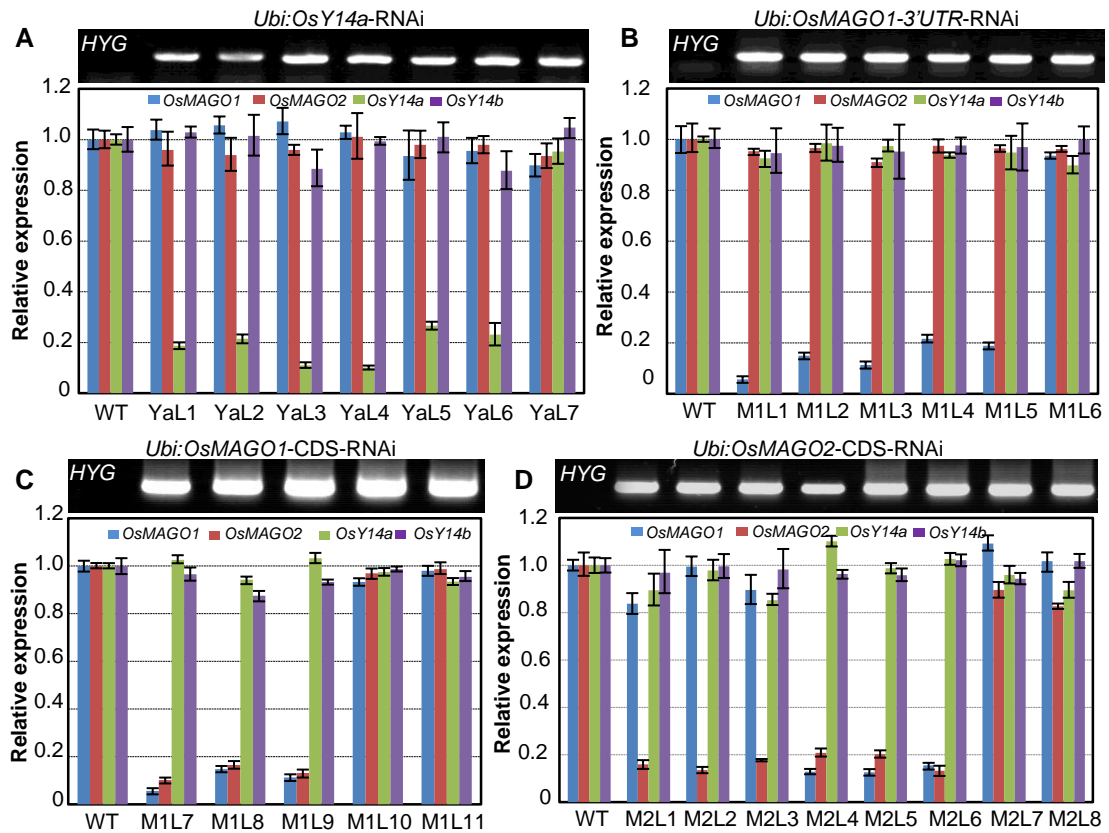 A
Ubi:OsY14a-RNAi
HYG
1.2
OsMAGO1 OsMAGO2 OsY14a OsY14b
1.0
0.8
0.6
0.4
0.2
0
Relative expression
WT YaL1 YaL2 YaL3 YaL4 YaL5 YaL6 YaL7
B
Ubi:OsMAGO1-3'UTR-RNAi
HYG
1.2
OsMAGO1 OsMAGO2 OsY14a OsY14b
1.0
0.8
0.6
0.4
0.2
0
Relative expression
WT M1L1 M1L2 M1L3 M1L4 M1L5 M1L6
C
Ubi:OsMAGO1-CDS-RNAi
HYG
1.2
OsMAGO1 OsMAGO2 OsY14a OsY14b
1.0
0.8
0.6
0.4
0.2
0
Relative expression
WT M1L7 M1L8 M1L9 M1L10 M1L11
D
Ubi:OsMAGO2-CDS-RNAi
HYG
1.2
OsMAGO1 OsMAGO2 OsY14a OsY14b
1.0
0.8
0.6
0.4
0.2
0
Relative expression
WT M2L1 M2L2 M2L3 M2L4 M2L5 M2L6 M2L7 M2L8